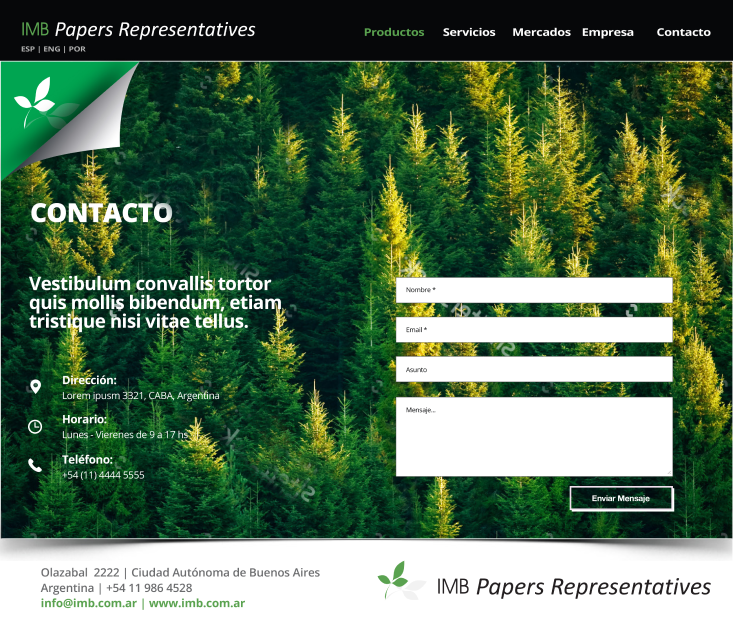 IMB Papers Representatives
ESP | ENG | POR
Productos Servicios Mercados Empresa Contacto
CONTACTO
Vestibulum convallis tortor
quis mollis bibendum, etiam
tristique nisi vitae tellus.
Dirección:
Lorem ipusm 3321, CABA, Argentina
Horario:
Lunes - Vierenes de 9 a 17 hs
Teléfono:
+54 (11) 4444 5555
Nombre *
Email *
Asunto
Mensaje...
Enviar Mensaje
Olazabal 2222 | Ciudad Autónoma de Buenos Aires
Argentina | +54 11 986 4528
info@imb.com.ar | www.imb.com.ar
IMB Papers Representatives